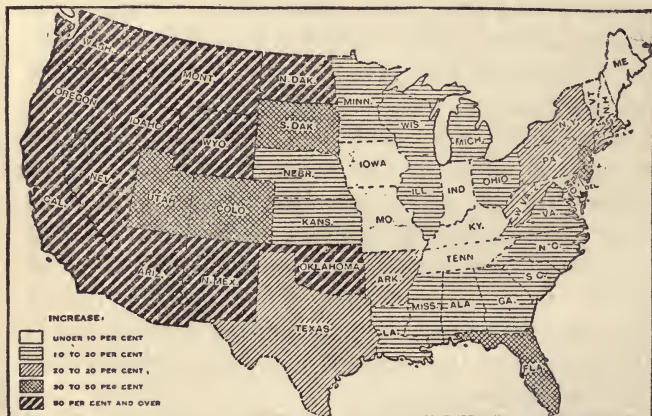 ME
WASH.
MONT.
N. DAK.
MINN.
VT.
N.H.
OREGON
IDAHO
WYO.
S. DAK.
WIS.
MICH.
N.Y.
IOWA
PA.
NEBR.
NEV.
UTAH
COLO.
ILL
IND
OHIO
W.VA.
DEL
CAL.
KANS.
MO.
KY.
VA.
TENN
N.C.
ARIZ.
N. MEX.
OKLAHOMA
ARK.
S.C.
MISS.
ALA
GA.
TEXAS
LA.
FLA.
INCREASE:
UNDER 10 PER CENT
10 TO 20 PER CENT
20 TO 20 PER CENT
30 TO 50 PER CENT
50 PER CENT AND OVER